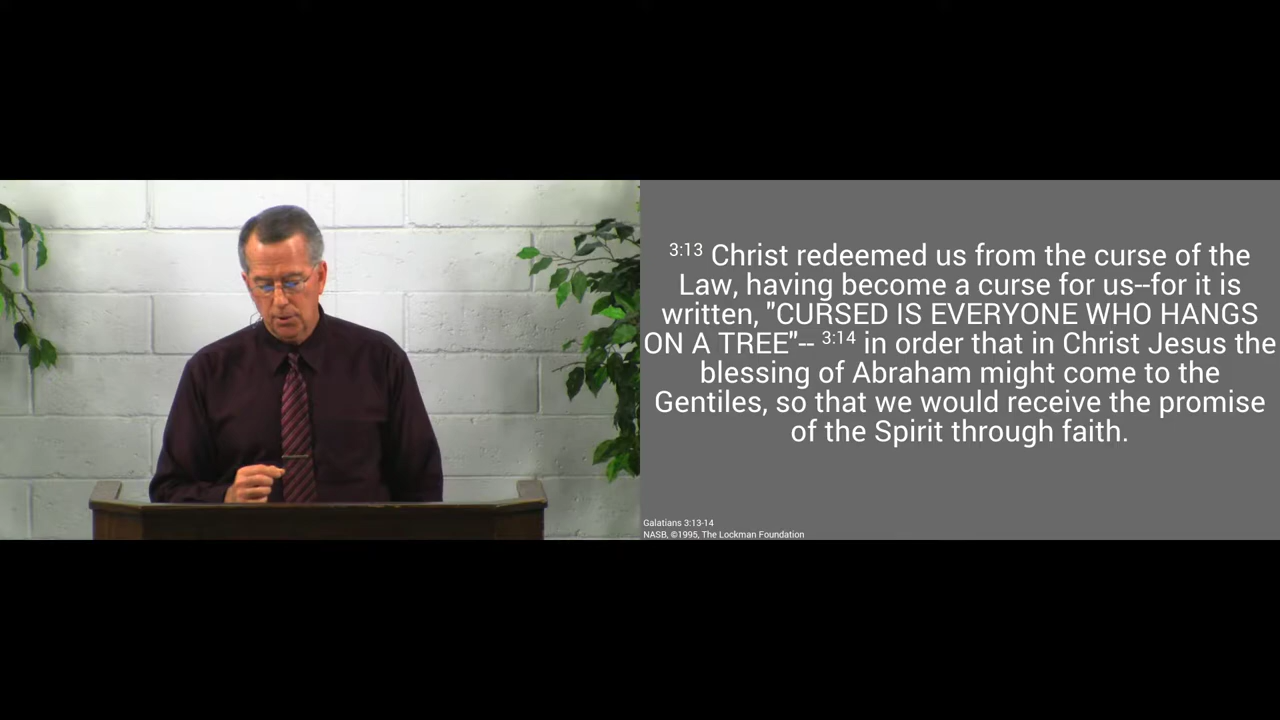 3:13 Christ redeemed us from the curse of the
Law, having become a curse for us--for it is
written, "CURSED IS EVERYONE WHO HANGS
ON A TREE"-- 3:14 in order that in Christ Jesus the
blessing of Abraham might come to the
Gentiles, so that we would receive the promise
of the Spirit through faith.
Galatians 3:13-14
NASB, ©1995, The Lockman Foundation